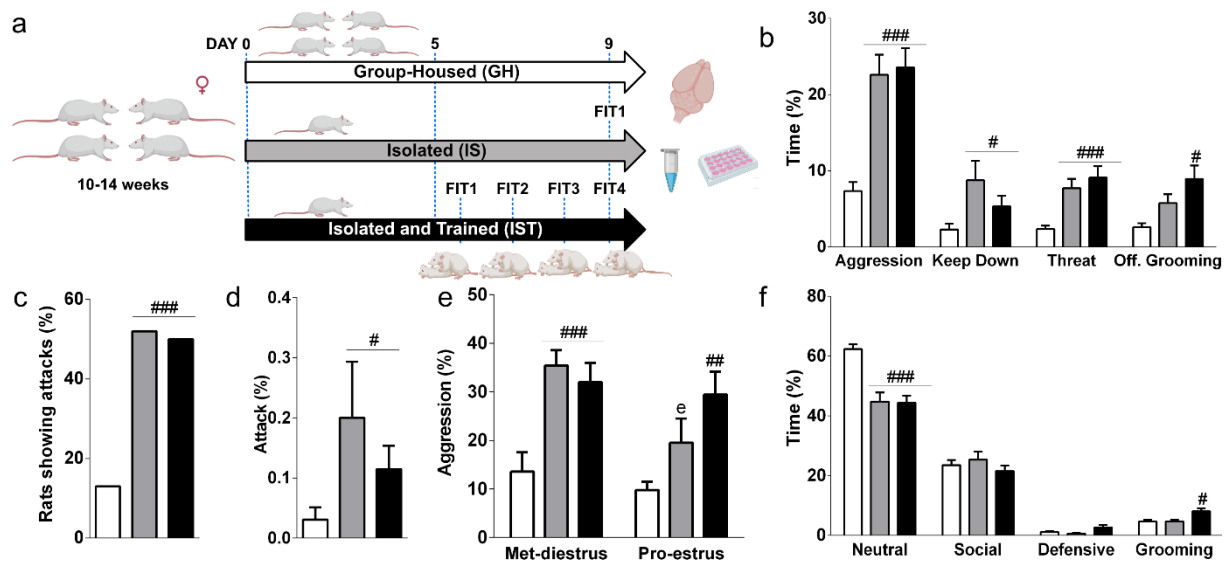 a
DAY 0 5 9
♀
Group-Housed (GH)
FIT1
Isolated (IS)
10-14 weeks
FIT1 FIT2 FIT3 FIT4
Isolated and Trained (IST)
b
Time (%)
30
20
10
0
###
#
###
#
Aggression Keep Down Threat Off. Grooming
c
Rats showing attacks (%)
60
40
20
0
###
d
Attack (%)
0.4
0.3
0.2
0.1
0.0
#
e
Aggression (%)
50
40
30
20
10
0
###
e
##
Met-diestrus Pro-estrus
f
Time (%)
60
40
20
0
###
#
Neutral Social Defensive Grooming